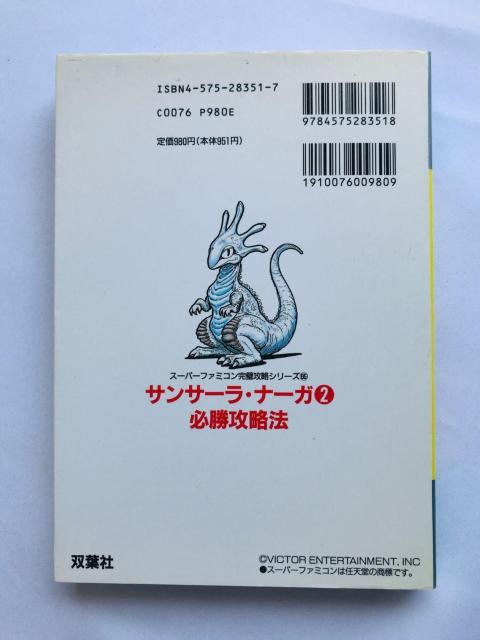 ISBN4-575-28351-7
C0076 P980E
定価980円(本体951円)
9784575283518
1910076009809
スーパーファミコン完璧攻略シリーズ66
サンサーラ・ナーガ2
必勝攻略法
双葉社
©VICTOR ENTERTAINMENT, INC
●スーパーファミコンは任天堂の商標です。